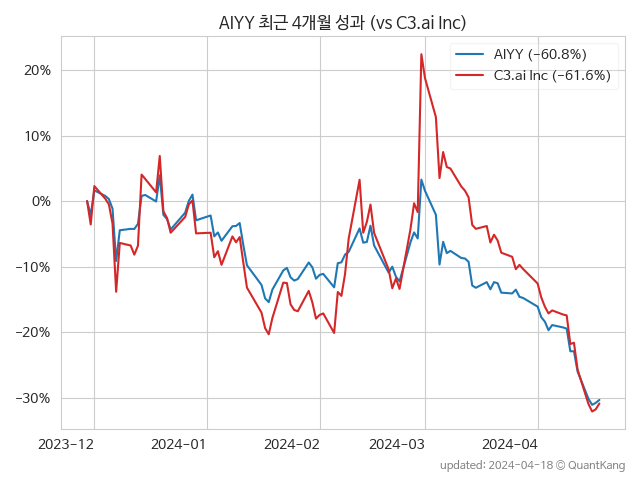 AIYY 최근 4개월 성과 (vs C3.ai Inc)
AIYY (−60.8%)
C3.ai Inc (−61.6%)
20%
10%
0%
−10%
−20%
−30%
2023−12
2024−01
2024−02
2024−03
2024−04
updated: 2024-04-18 © QuantKang